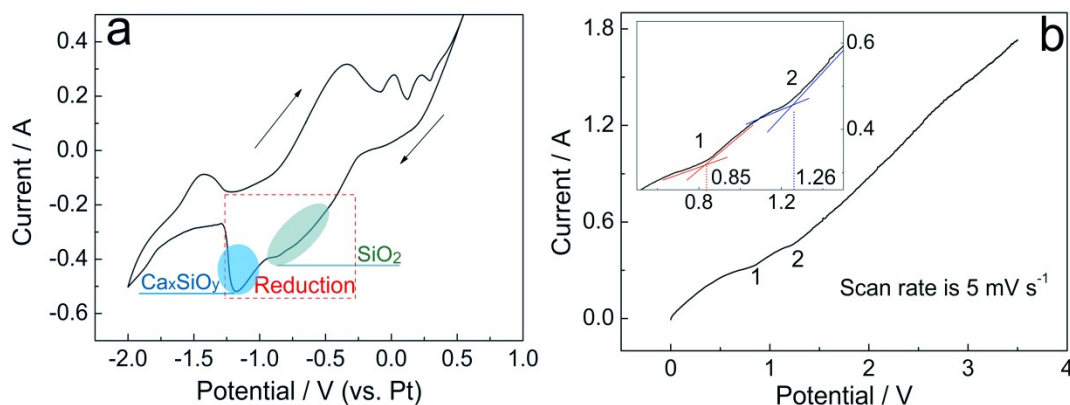 a
0.4
0.2
0.0
-0.2
-0.4
-0.6
Current / A
CaxSiOy
Reduction
SiO2
-2.0 -1.5 -1.0 -0.5 0.0 0.5 1.0
Potential / V (vs. Pt)
b
1.8
1.2
0.6
0.0
Current / A
0.6
0.4
1
2
0.85
1.26
0.8 1.2
1
2
Scan rate is 5 mV s-1
0 1 2 3 4
Potential / V